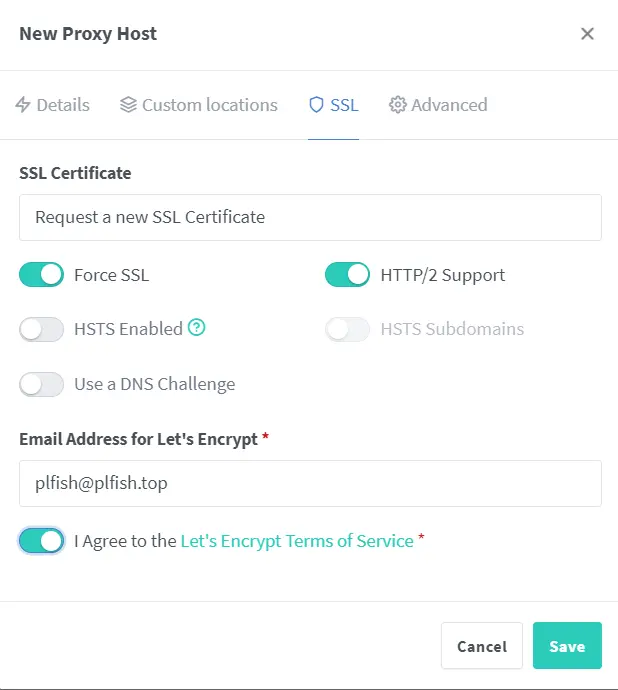 New Proxy Host
Details Custom locations SSL Advanced
SSL Certificate
Request a new SSL Certificate
Force SSL HTTP/2 Support
HSTS Enabled HSTS Subdomains
Use a DNS Challenge
Email Address for Let's Encrypt *
plfish@plfish.top
I Agree to the Let's Encrypt Terms of Service *
Cancel Save